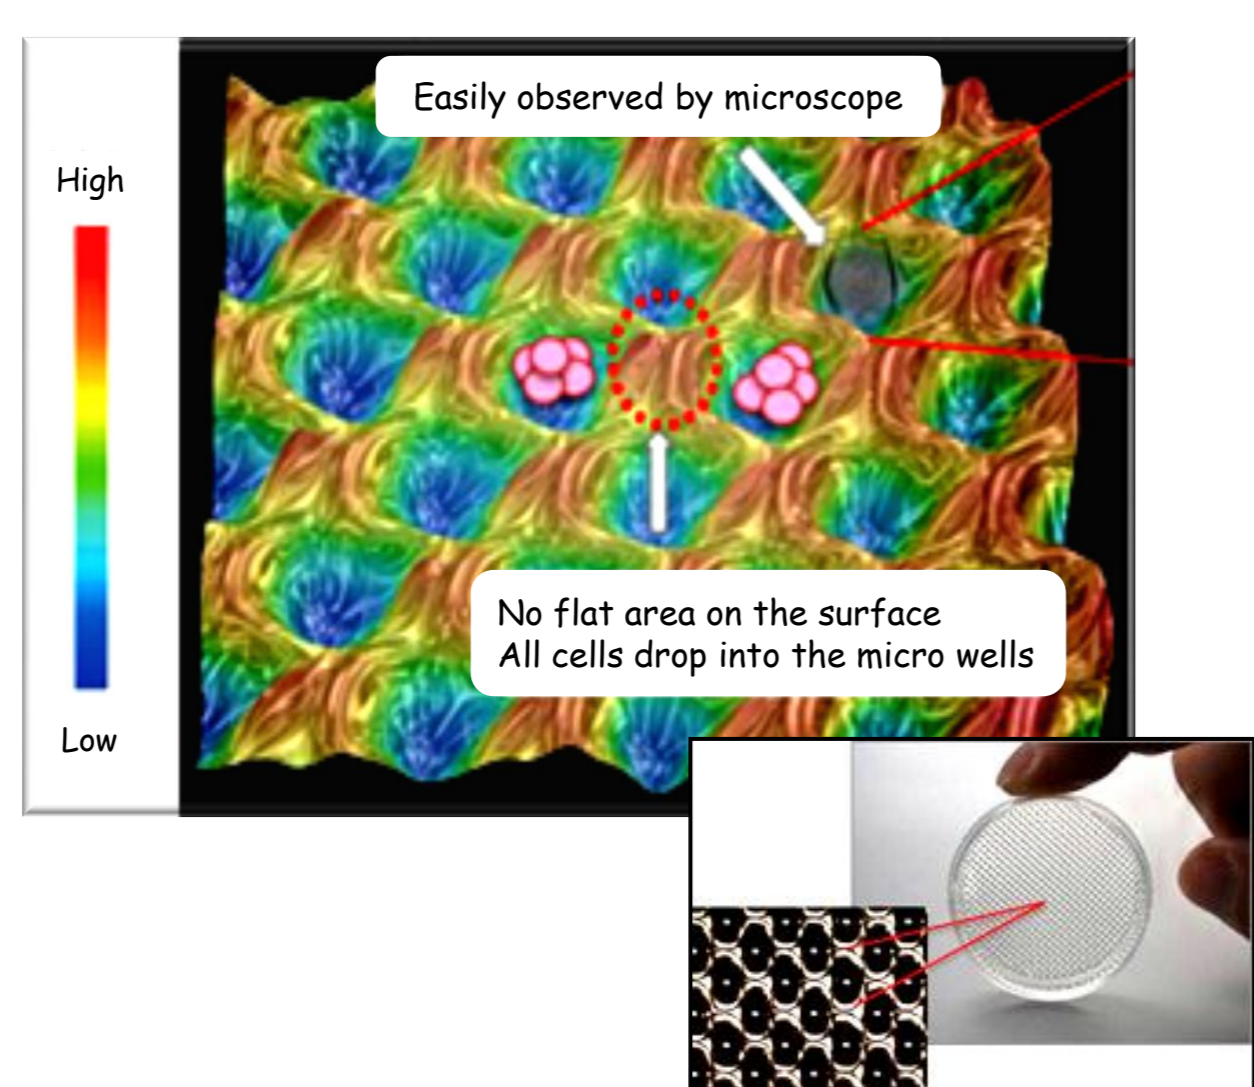 Easily observed by microscope
High
Low
No flat area on the surface
All cells drop into the micro wells